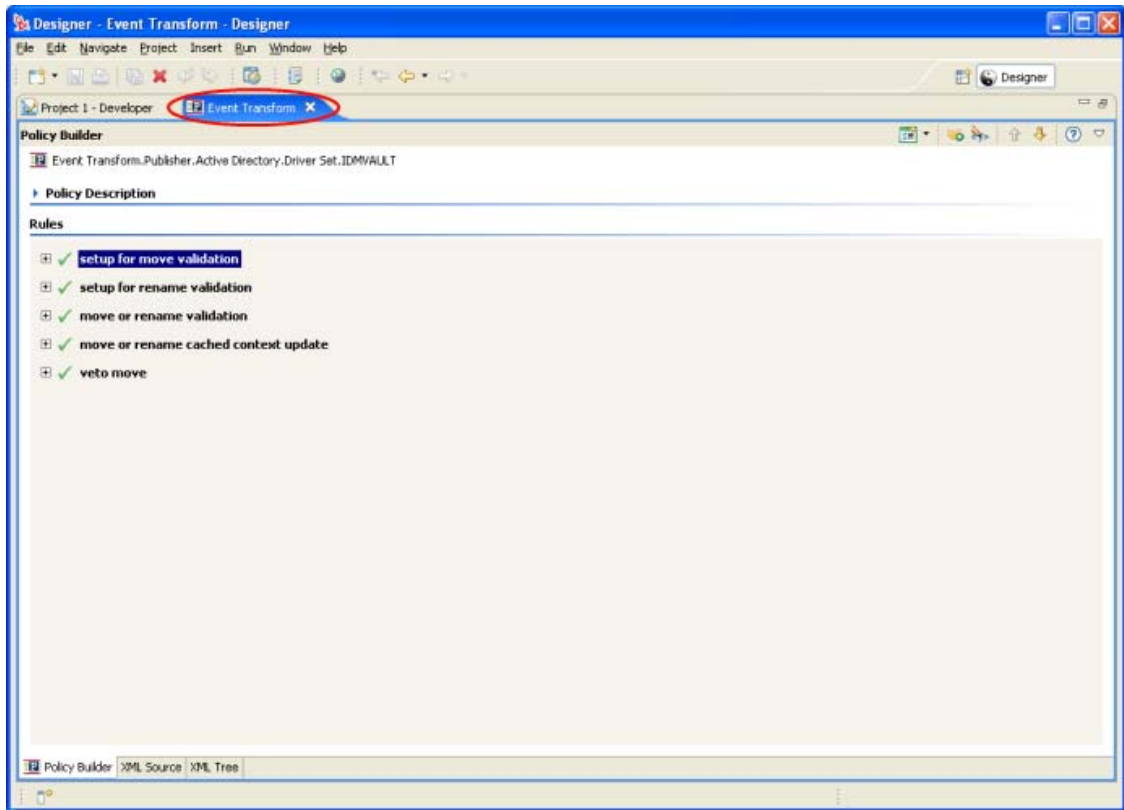 Designer - Event Transform - Designer
File Edit Navigate Project Insert Run Window Help
Designer
Project 1 - Developer Event Transform
Policy Builder
Event Transform.Publisher.Active Directory.Driver Set.IDMVAULT
Policy Description
Rules
setup for move validation
setup for rename validation
move or rename validation
move or rename cached context update
veto move
Policy Builder XML Source XML Tree